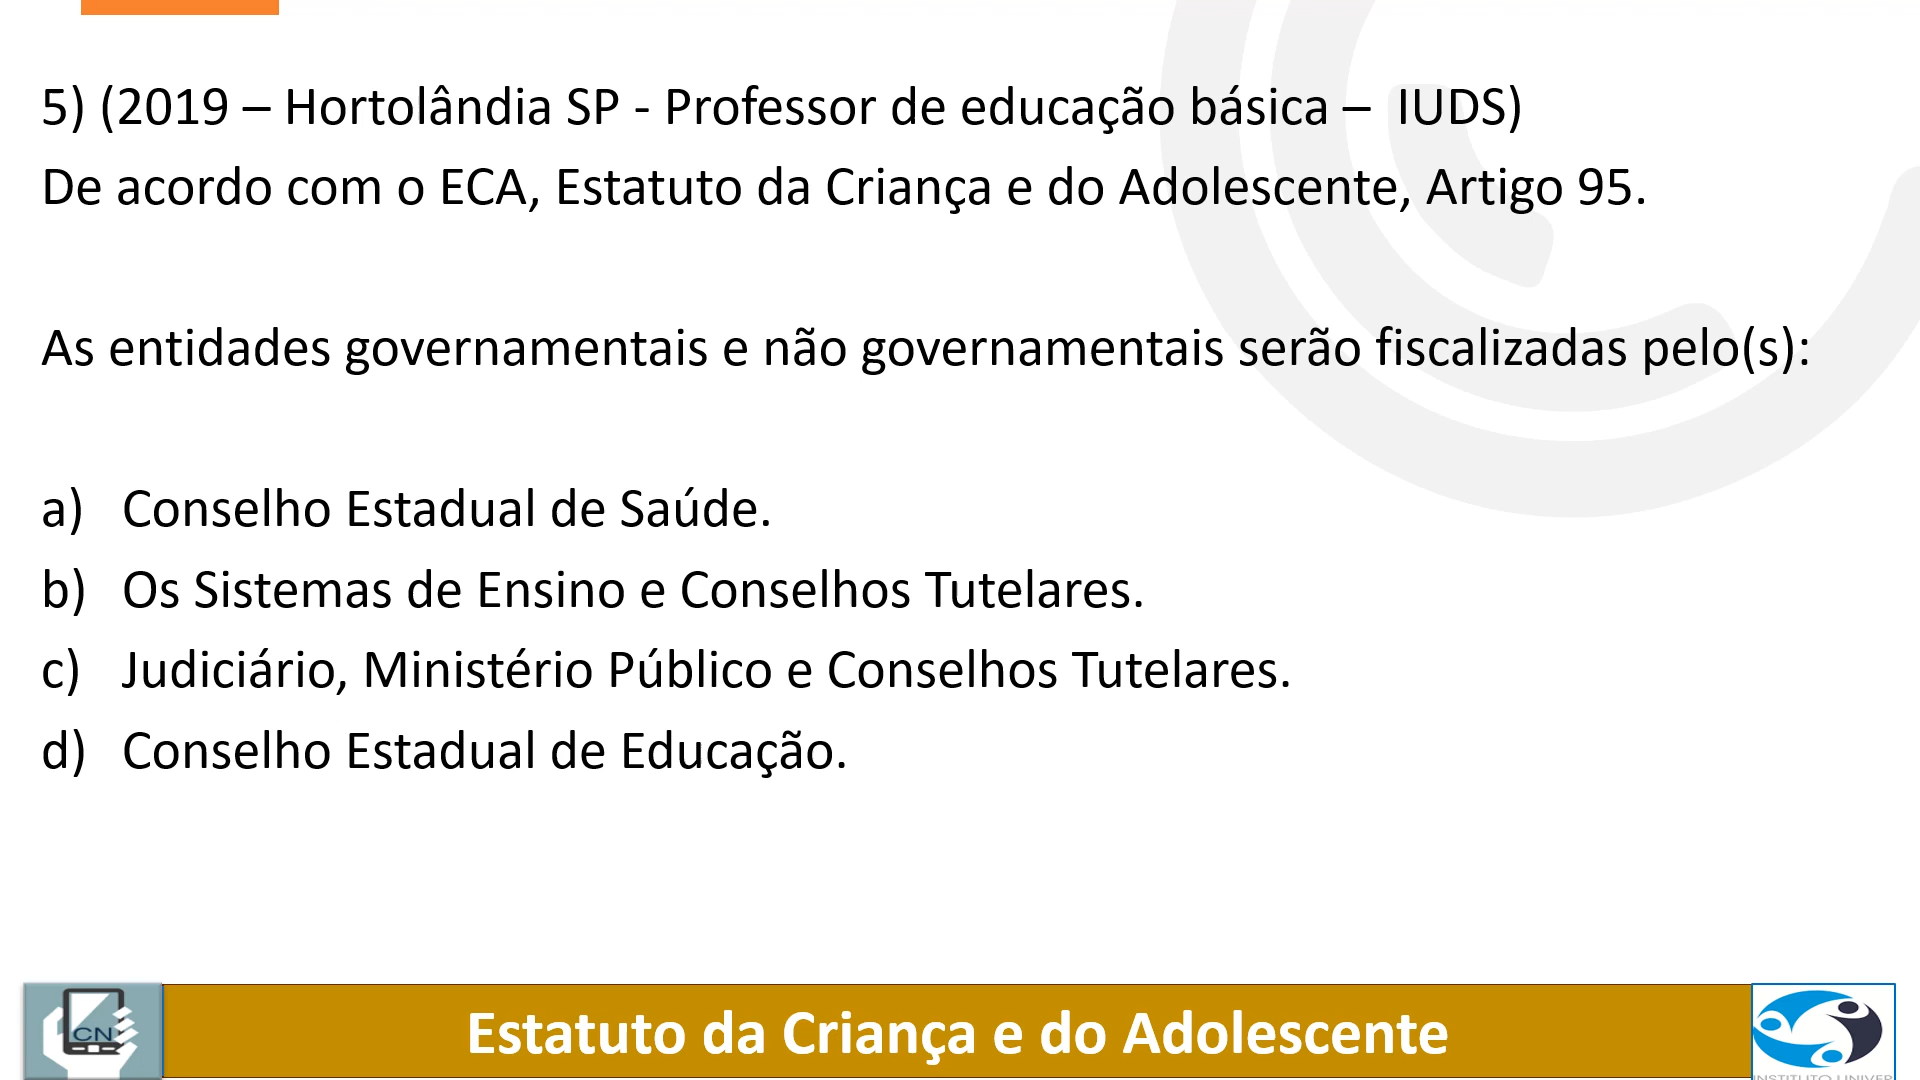 5) (2019 – Hortolândia SP - Professor de educação básica – IUDS)
De acordo com o ECA, Estatuto da Criança e do Adolescente, Artigo 95.
As entidades governamentais e não governamentais serão fiscalizadas pelo(s):
a) Conselho Estadual de Saúde.
b) Os Sistemas de Ensino e Conselhos Tutelares.
c) Judiciário, Ministério Público e Conselhos Tutelares.
d) Conselho Estadual de Educação.
CN
Estatuto da Criança e do Adolescente
INSTITUTO UNIVER